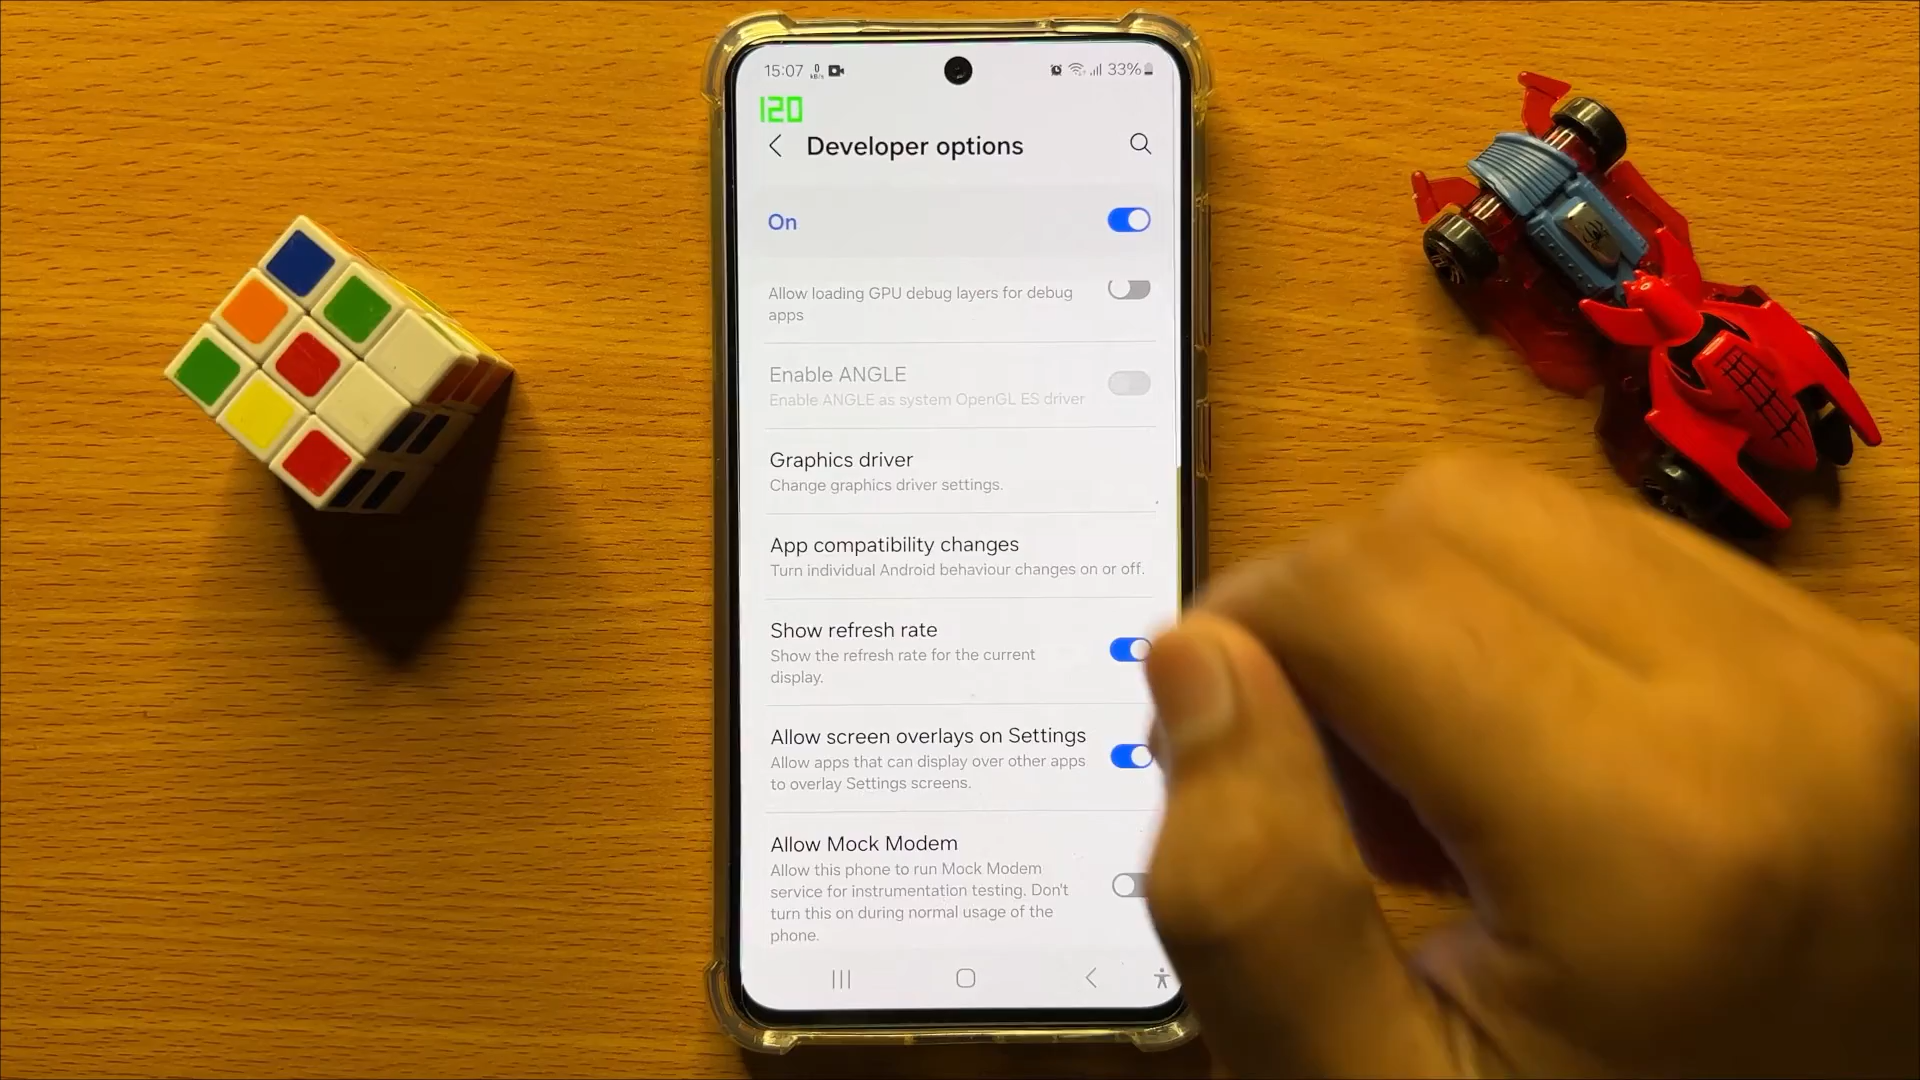 15:07 0 KB/s 33%
120
Developer options
On
Allow loading GPU debug layers for debug
apps
Enable ANGLE
Enable ANGLE as system OpenGL ES driver
Graphics driver
Change graphics driver settings.
App compatibility changes
Turn individual Android behaviour changes on or off.
Show refresh rate
Show the refresh rate for the current
display.
Allow screen overlays on Settings
Allow apps that can display over other apps
to overlay Settings screens.
Allow Mock Modem
Allow this phone to run Mock Modem
service for instrumentation testing. Don't
turn this on during normal usage of the
phone.